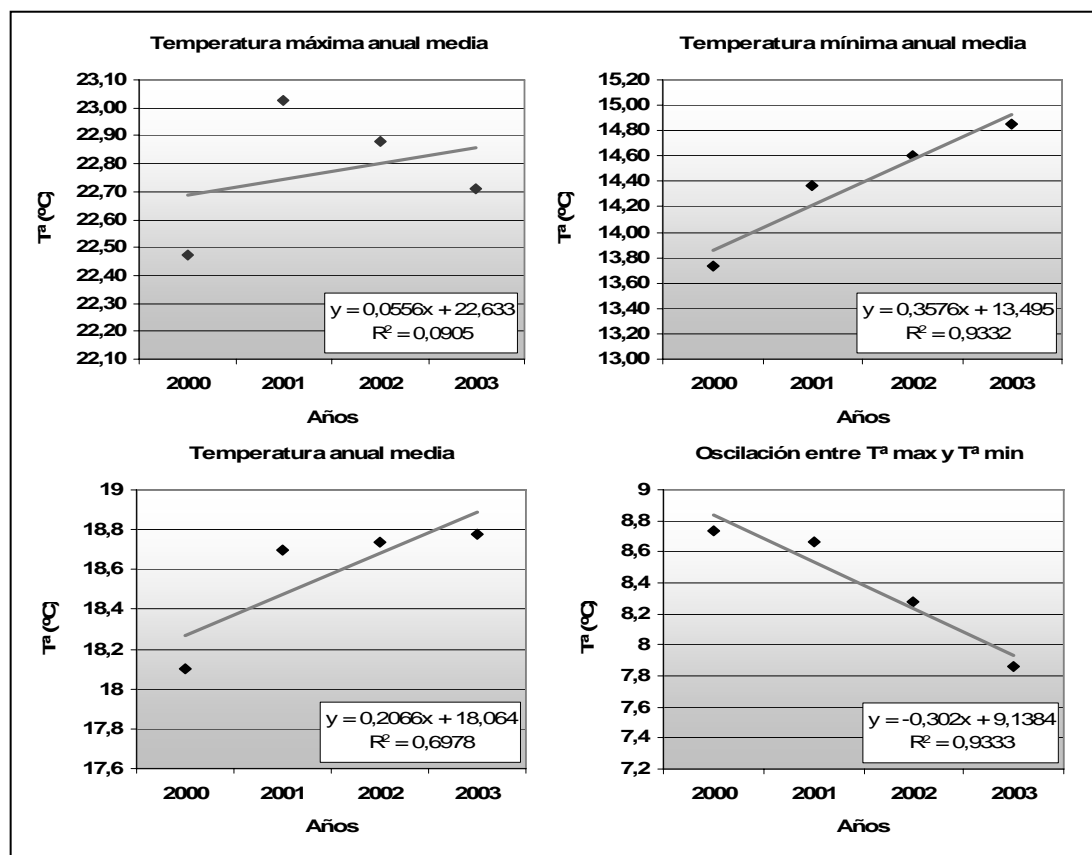 Temperatura máxima anual media
23,10
23,00
22,90
22,80
22,70
22,60
22,50
22,40
22,30
22,20
22,10
Tª (ºC)
y = 0,0556x + 22,633
R² = 0,0905
2000 2001 2002 2003
Años
Temperatura mínima anual media
15,20
15,00
14,80
14,60
14,40
14,20
14,00
13,80
13,60
13,40
13,20
13,00
Tª (ºC)
y = 0,3576x + 13,495
R² = 0,9332
2000 2001 2002 2003
Años
Temperatura anual media
19
18,8
18,6
18,4
18,2
18
17,8
17,6
Tª (ºC)
y = 0,2066x + 18,064
R² = 0,6978
2000 2001 2002 2003
Años
Oscilación entre Tª max y Tª min
9
8,8
8,6
8,4
8,2
8
7,8
7,6
7,4
7,2
Tª (ºC)
y = -0,302x + 9,1384
R² = 0,9333
2000 2001 2002 2003
Años